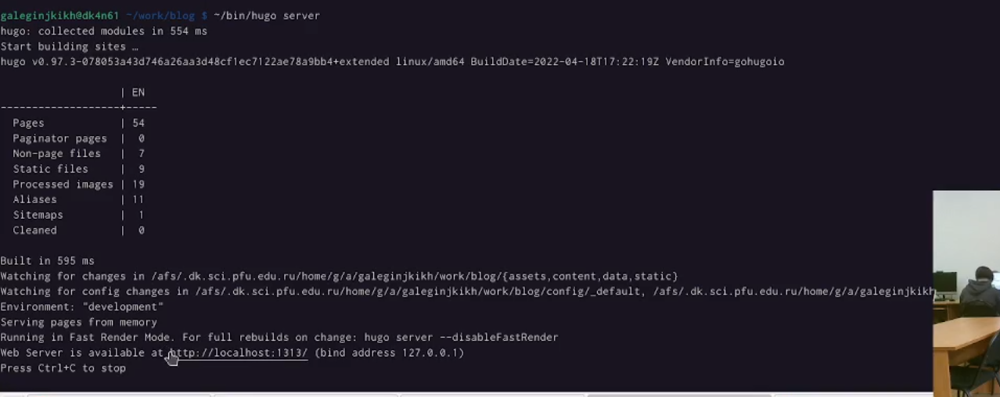 galeginjkikh@dk4n61 ~/work/blog $ ~/bin/hugo server
hugo: collected modules in 554 ms
Start building sites …
hugo v0.97.3-078053a43d746a26aa3d48cf1ec7122ae78a9bb4+extended linux/amd64 BuildDate=2022-04-18T17:22:19Z VendorInfo=gohugoio
| EN
-------------------+-----
Pages | 54
Paginator pages | 0
Non-page files | 7
Static files | 9
Processed images | 19
Aliases | 11
Sitemaps | 1
Cleaned | 0
Built in 595 ms
Watching for changes in /afs/.dk.sci.pfu.edu.ru/home/g/a/galeginjkikh/work/blog/{assets,content,data,static}
Watching for config changes in /afs/.dk.sci.pfu.edu.ru/home/g/a/galeginjkikh/work/blog/config/_default, /afs/.dk.sci.pfu.edu.ru/home/g/a/galeginjkikh
Environment: "development"
Serving pages from memory
Running in Fast Render Mode. For full rebuilds on change: hugo server --disableFastRender
Web Server is available at http://localhost:1313/ (bind address 127.0.0.1)
Press Ctrl+C to stop